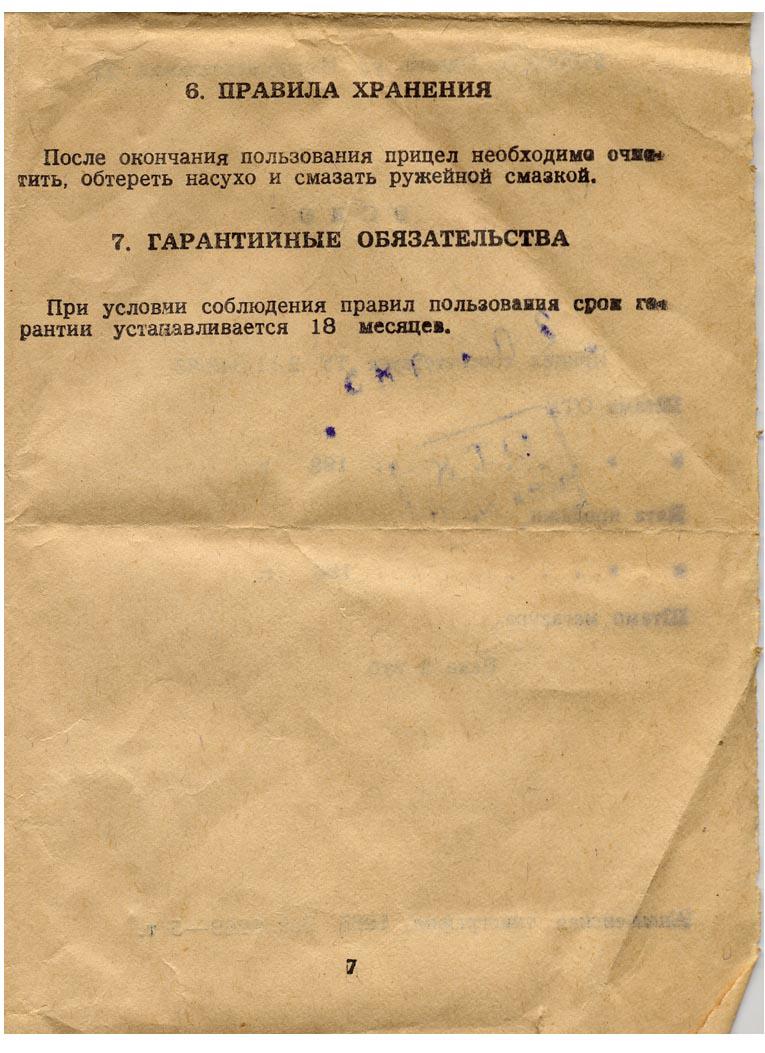 6. ПРАВИЛА ХРАНЕНИЯ
После окончания пользования прицел необходимо очис-
тить, обтереть насухо и смазать ружейной смазкой.
7. ГАРАНТИЙНЫЕ ОБЯЗАТЕЛЬСТВА
При условии соблюдения правил пользования срок га-
рантии устанавливается 18 месяцев.
7